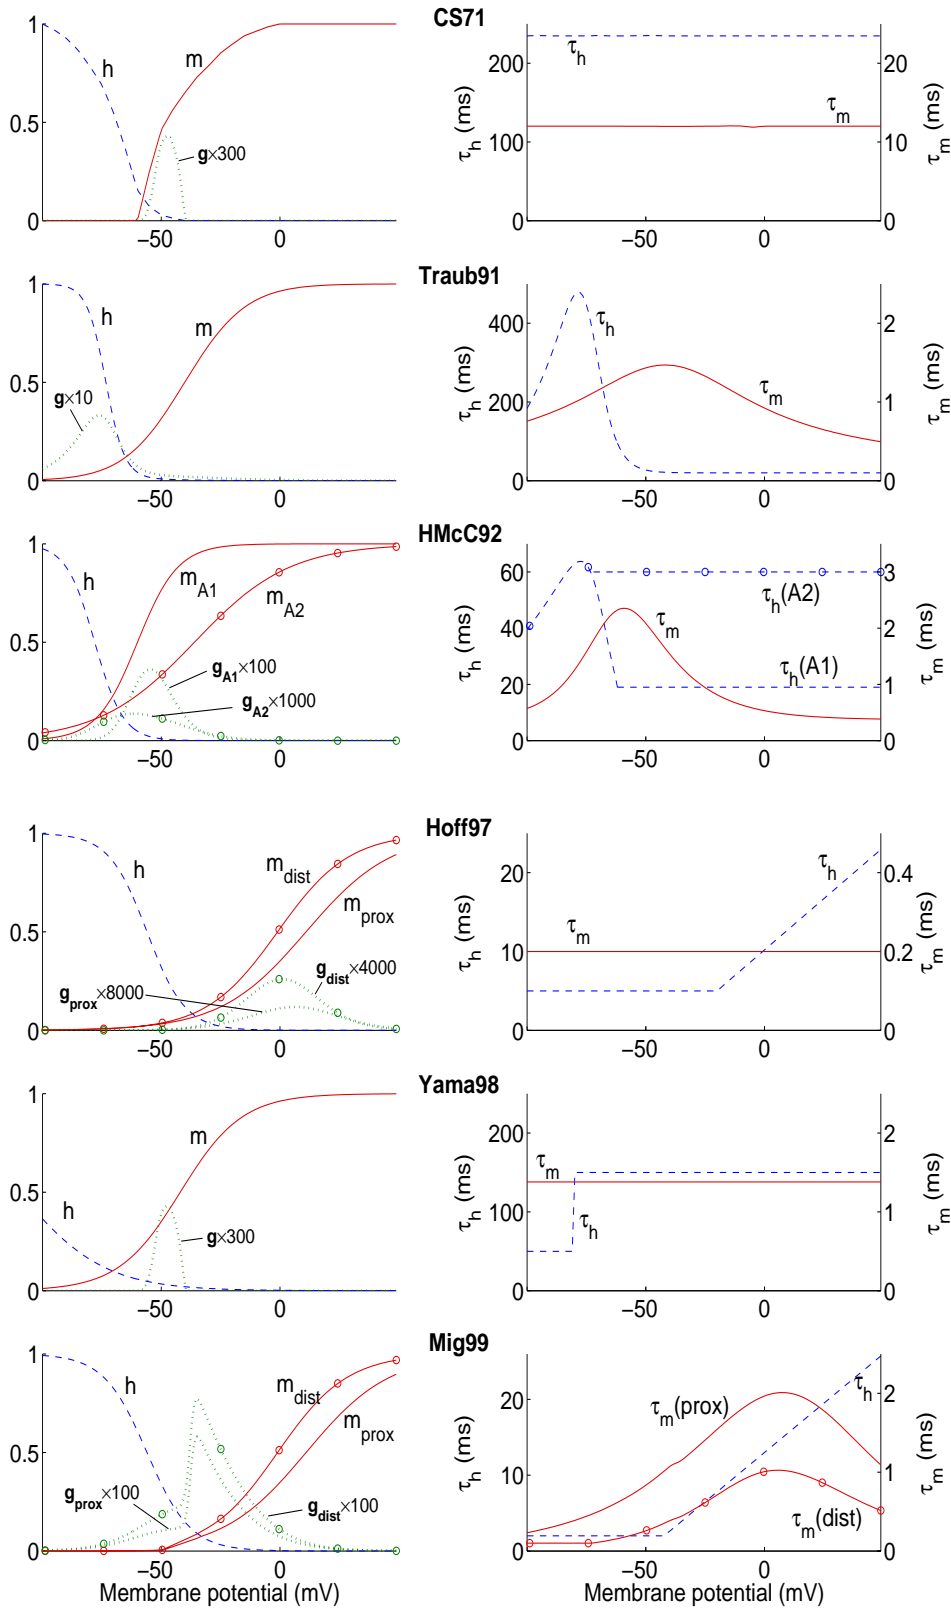 CS71
1
0.5
0
−50
0
h
m
g×300
200
100
0
20
10
0
−50
0
τh (ms)
τm (ms)
τh
τm
Traub91
1
0.5
0
−50
0
h
m
g×10
400
200
0
2
1
0
−50
0
τh (ms)
τm (ms)
τh
τm
HMcC92
1
0.5
0
−50
0
h
mA1
mA2
gA1×100
gA2×1000
60
40
20
0
3
2
1
0
−50
0
τh (ms)
τm (ms)
τh(A2)
τm
τh(A1)
Hoff97
1
0.5
0
−50
0
h
mdist
mprox
gdist×4000
gprox×8000
20
10
0
0.4
0.2
0
−50
0
τh (ms)
τm (ms)
τh
τm
Yama98
1
0.5
0
−50
0
h
m
g×300
200
100
0
2
1
0
−50
0
τh (ms)
τm (ms)
τm
τh
Mig99
1
0.5
0
−50
0
h
mdist
mprox
gprox×100
gdist×100
Membrane potential (mV)
20
10
0
2
1
0
−50
0
τh (ms)
τm (ms)
τh
τm(prox)
τm(dist)
Membrane potential (mV)